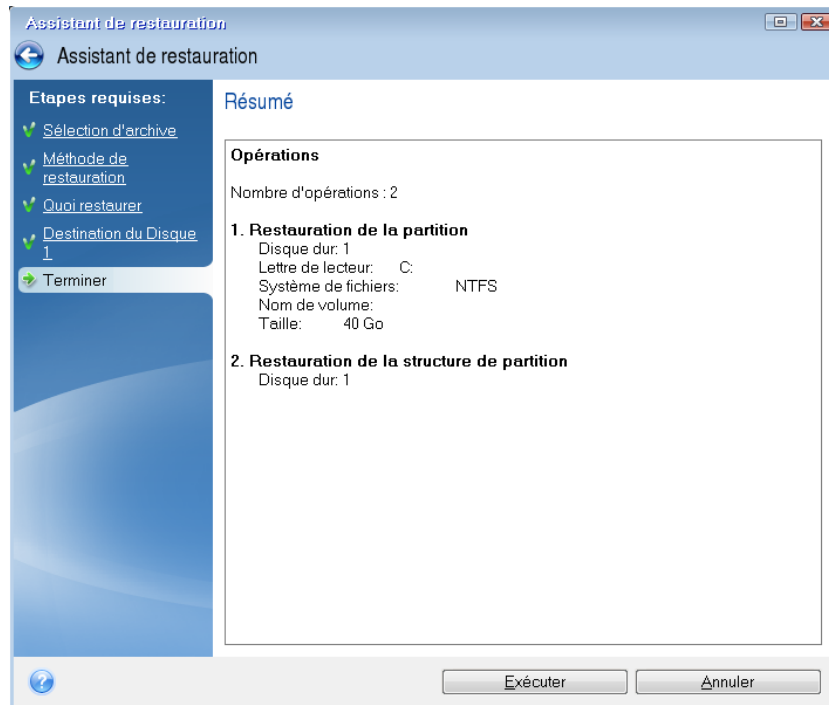 Assistant de restauration
Assistant de restauration
Etapes requises:
Sélection d'archive
Méthode de
restauration
Quoi restaurer
Destination du Disque
1
Terminer
Résumé
Opérations
Nombre d'opérations : 2
1. Restauration de la partition
Disque dur: 1
Lettre de lecteur: C:
Système de fichiers: NTFS
Nom de volume:
Taille: 40 Go
2. Restauration de la structure de partition
Disque dur: 1
Exécuter
Annuler